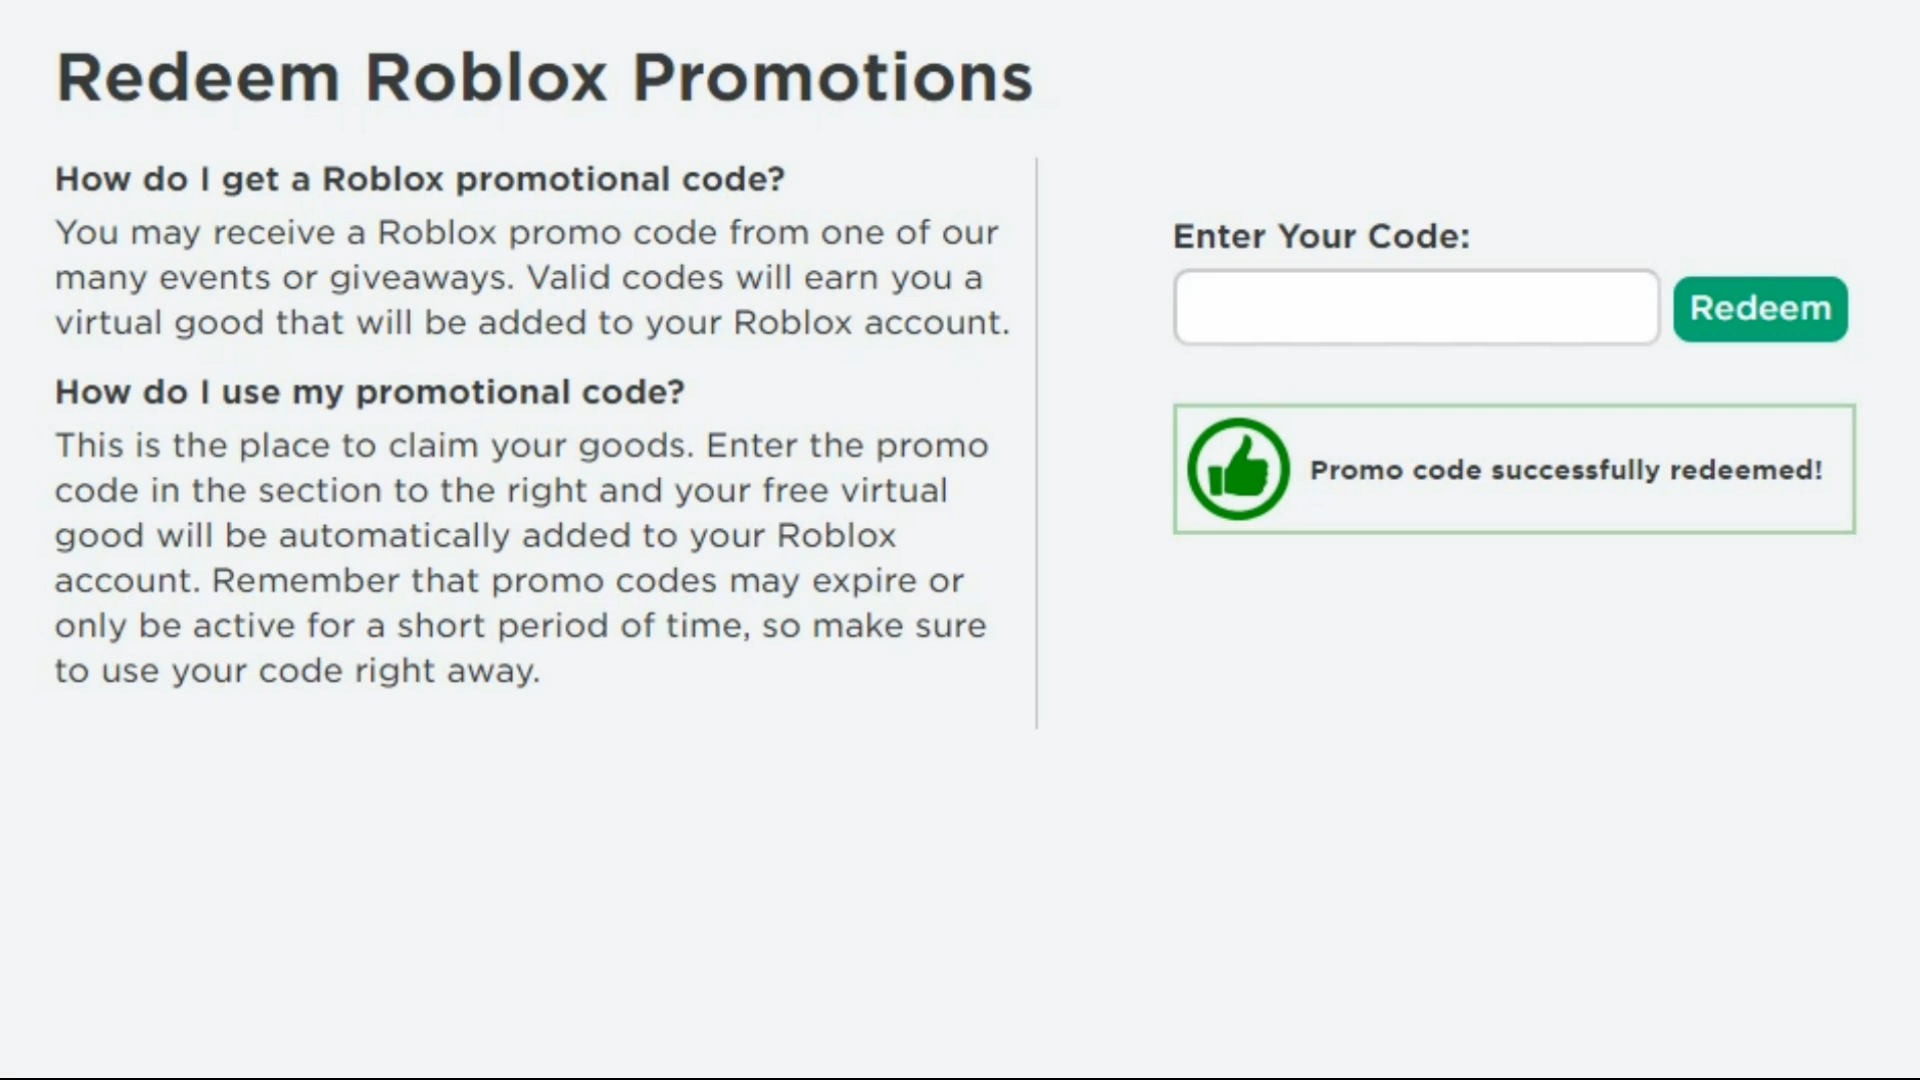 Redeem Roblox Promotions
How do I get a Roblox promotional code?
You may receive a Roblox promo code from one of our
many events or giveaways. Valid codes will earn you a
virtual good that will be added to your Roblox account.
How do I use my promotional code?
This is the place to claim your goods. Enter the promo
code in the section to the right and your free virtual
good will be automatically added to your Roblox
account. Remember that promo codes may expire or
only be active for a short period of time, so make sure
to use your code right away.
Enter Your Code:
Redeem
Promo code successfully redeemed!